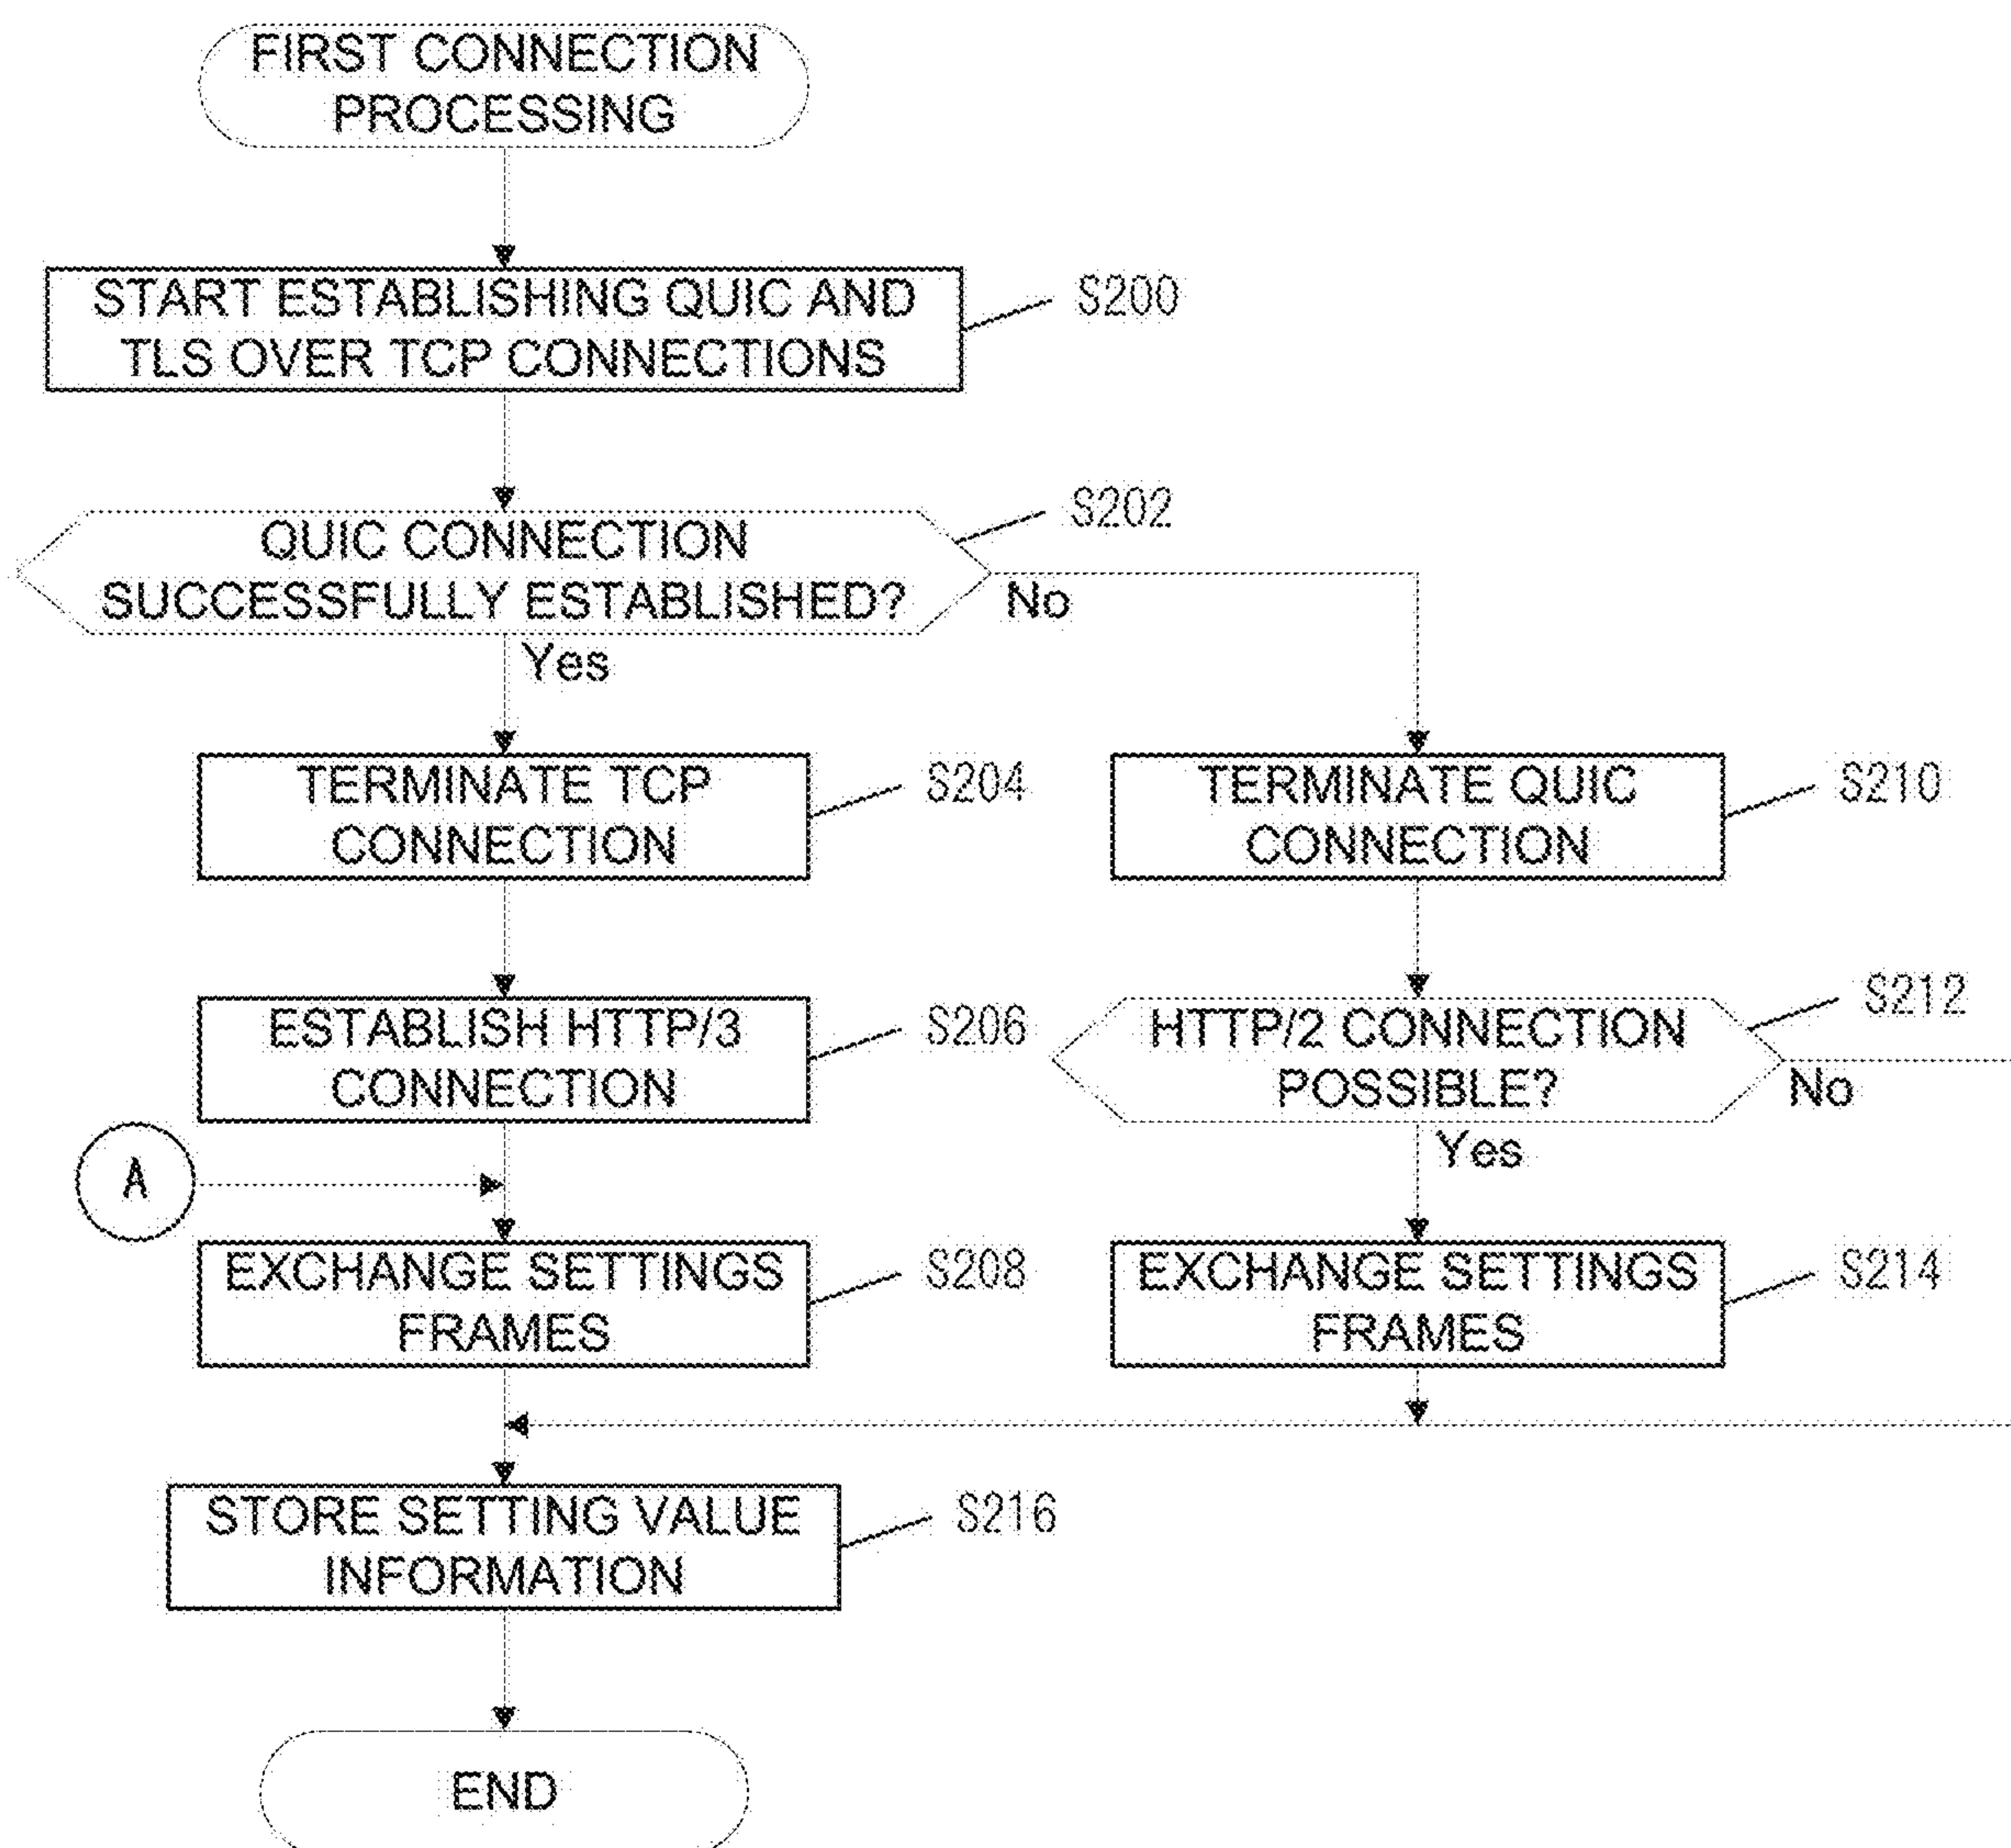 FIRST CONNECTION
PROCESSING
START ESTABLISHING QUIC AND
TLS OVER TCP CONNECTIONS
S200
QUIC CONNECTION
SUCCESSFULLY ESTABLISHED?
S202
No
Yes
TERMINATE TCP
CONNECTION
S204
TERMINATE QUIC
CONNECTION
S210
ESTABLISH HTTP/3
CONNECTION
S206
HTTP/2 CONNECTION
POSSIBLE?
S212
No
Yes
A
EXCHANGE SETTINGS
FRAMES
S208
EXCHANGE SETTINGS
FRAMES
S214
STORE SETTING VALUE
INFORMATION
S216
END